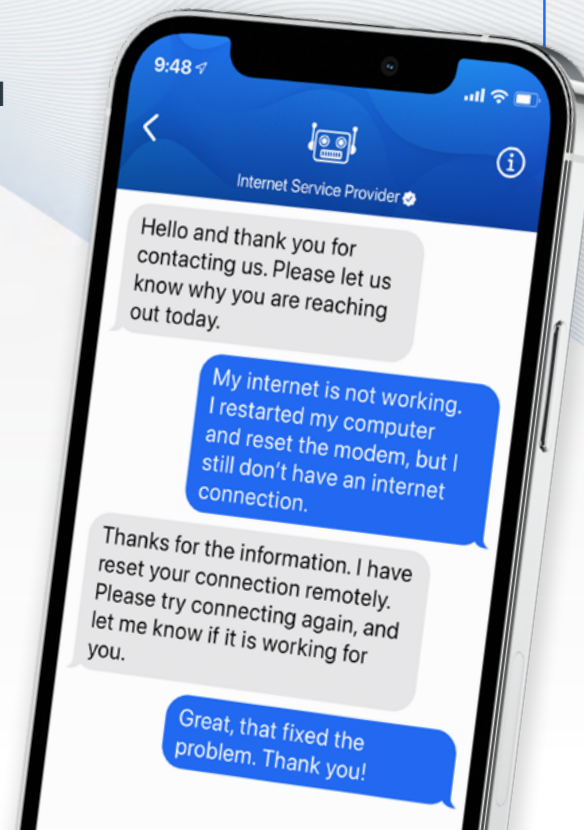 9:48
Internet Service Provider
Hello and thank you for
contacting us. Please let us
know why you are reaching
out today.
My internet is not working.
I restarted my computer
and reset the modem, but I
still don't have an internet
connection.
Thanks for the information. I have
reset your connection remotely.
Please try connecting again, and
let me know if it is working for
you.
Great, that fixed the
problem. Thank you!